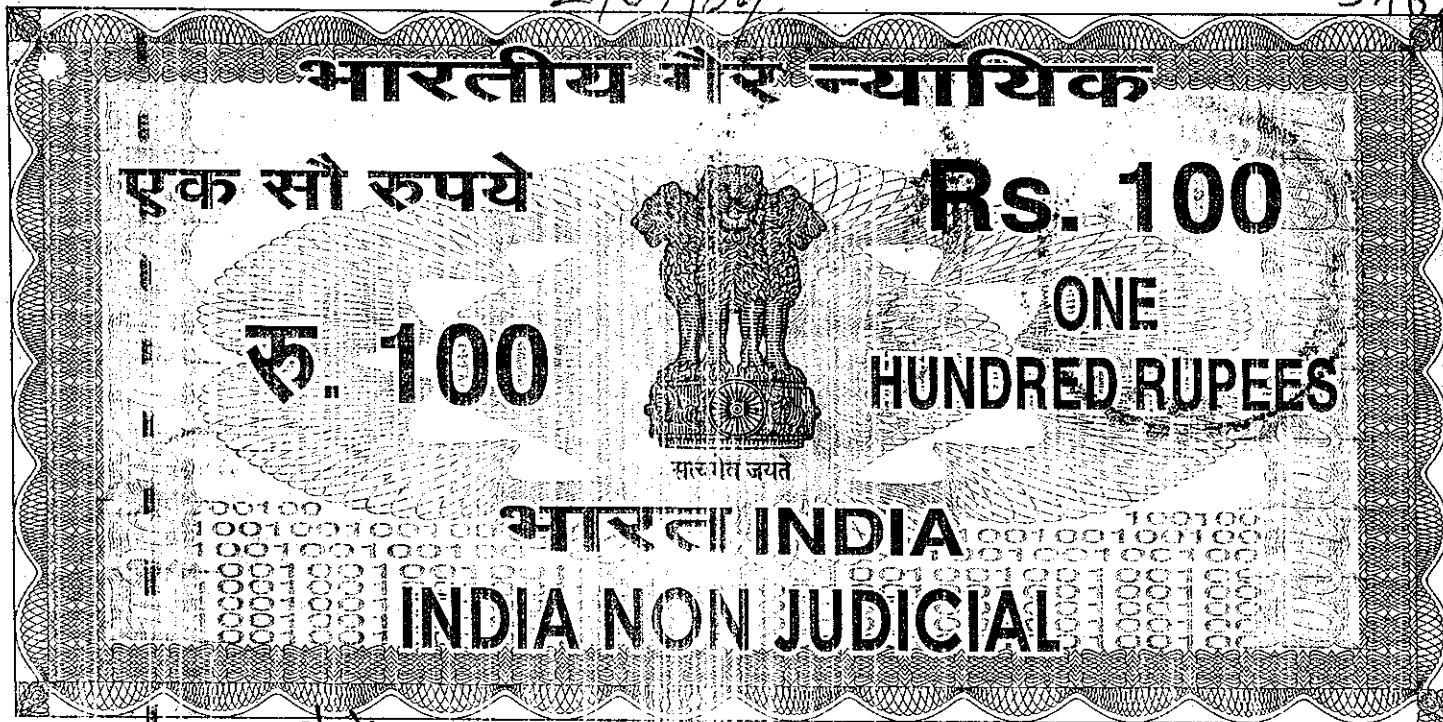 भारतीय गैर न्यायिक
एक सौ रुपये
Rs. 100
रु. 100
ONE
HUNDRED RUPEES
सत्यमेव जयते
भारत INDIA
INDIA NON JUDICIAL